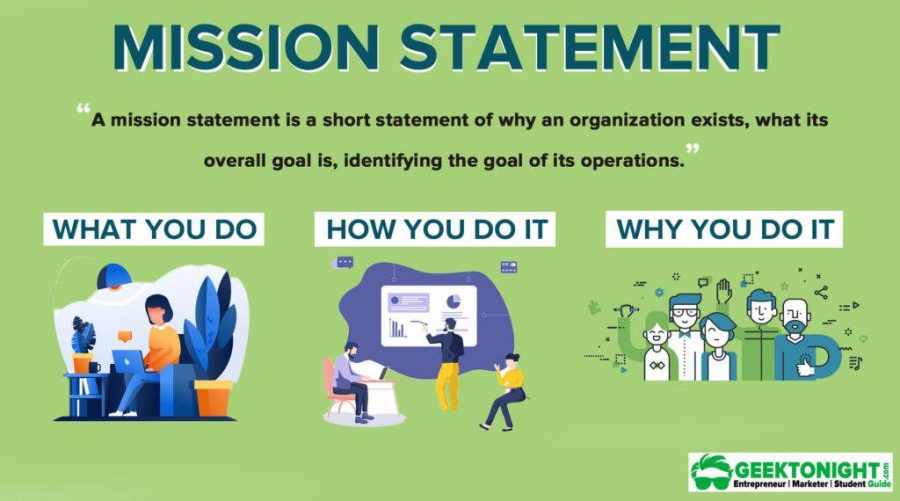 MISSION STATEMENT
“A mission statement is a short statement of why an organization exists, what its
overall goal is, identifying the goal of its operations.”
WHAT YOU DO
HOW YOU DO IT
WHY YOU DO IT
GEEKTONIGHT.com
Entrepreneur | Marketer | Student Guide